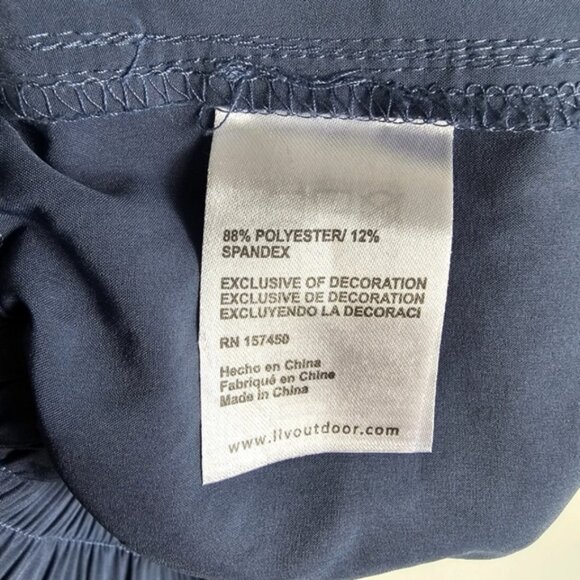 88% POLYESTER/ 12%
SPANDEX
EXCLUSIVE OF DECORATION
EXCLUSIVE DE DECORATION
EXCLUYENDO LA DECORACI
RN 157450
Hecho en China
Fabriqué en Chine
Made in China
www.livoutdoor.com